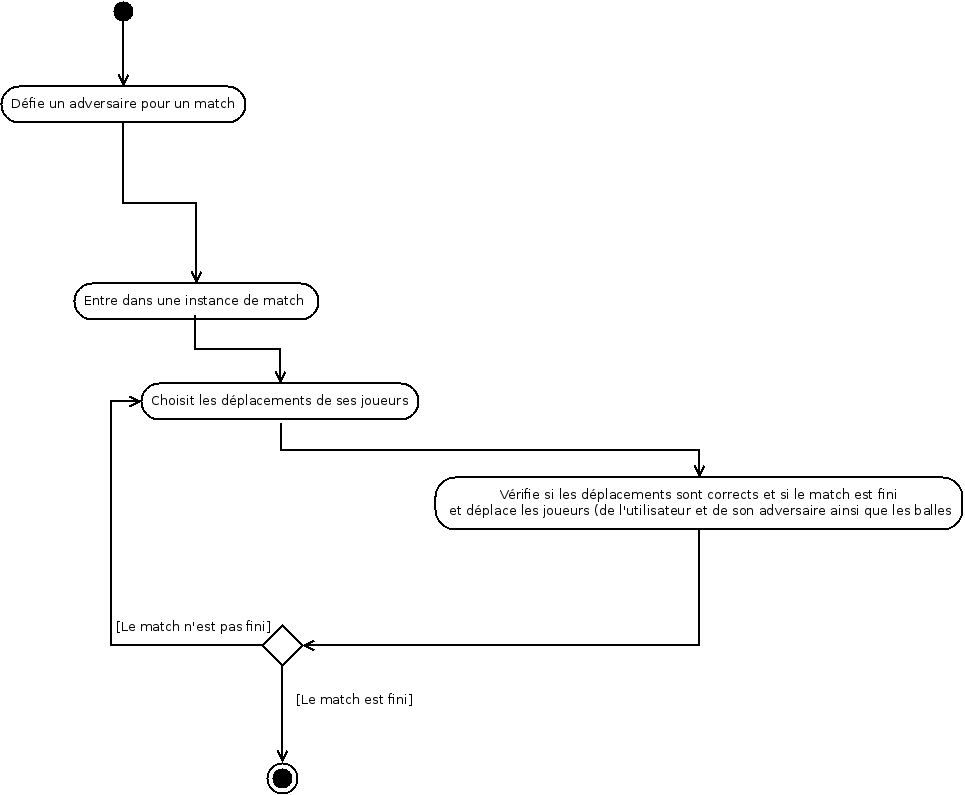 Défie un adversaire pour un match
Entre dans une instance de match
Choisit les déplacements de ses joueurs
Vérifie si les déplacements sont corrects et si le match est fini
et déplace les joueurs (de l'utilisateur et de son adversaire ainsi que les balles
[Le match n'est pas fini]
[Le match est fini]